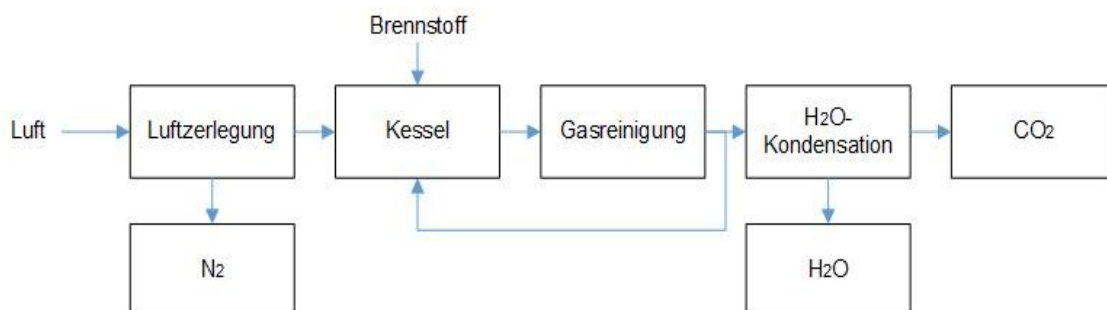 Brennstoff
Luft
Luftzerlegung
Kessel
Gasreinigung
H2O-
Kondensation
CO2
N2
H2O